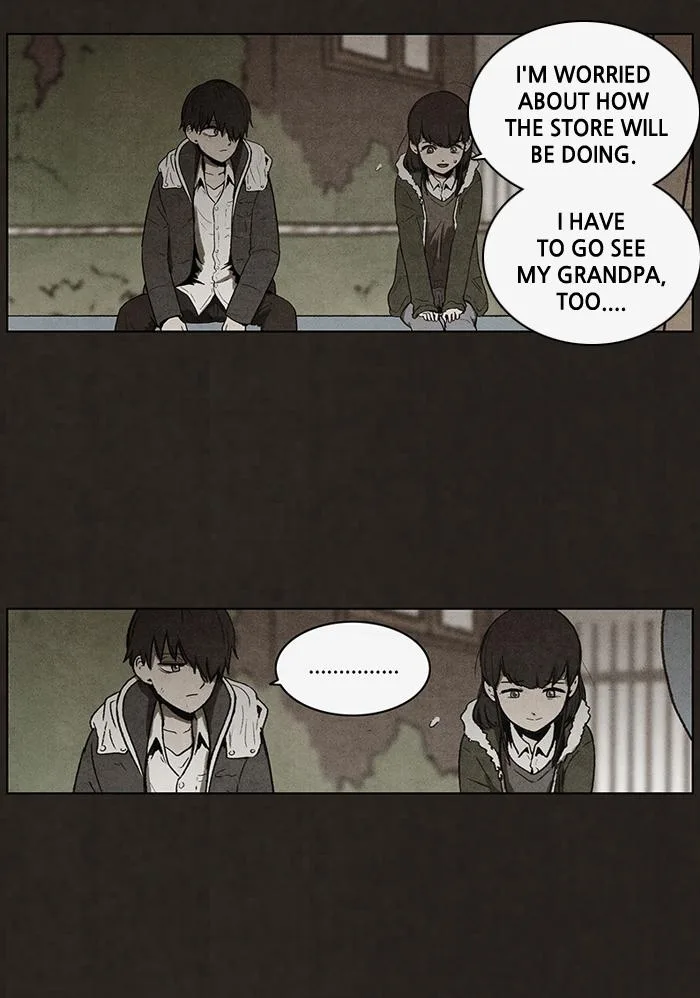 I'M WORRIED
ABOUT HOW
THE STORE WILL
BE DOING.
I HAVE
TO GO SEE
MY GRANDPA,
TOO....
...............